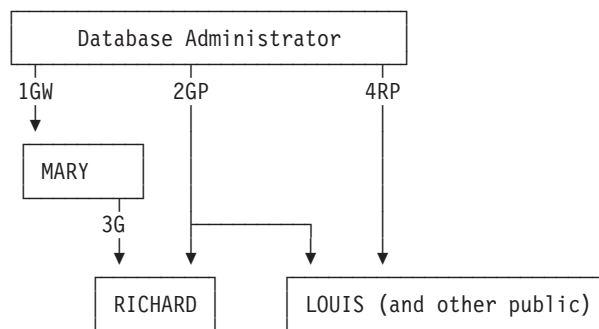 Database Administrator
1GW 2GP 4RP
MARY
3G
RICHARD LOUIS (and other public)